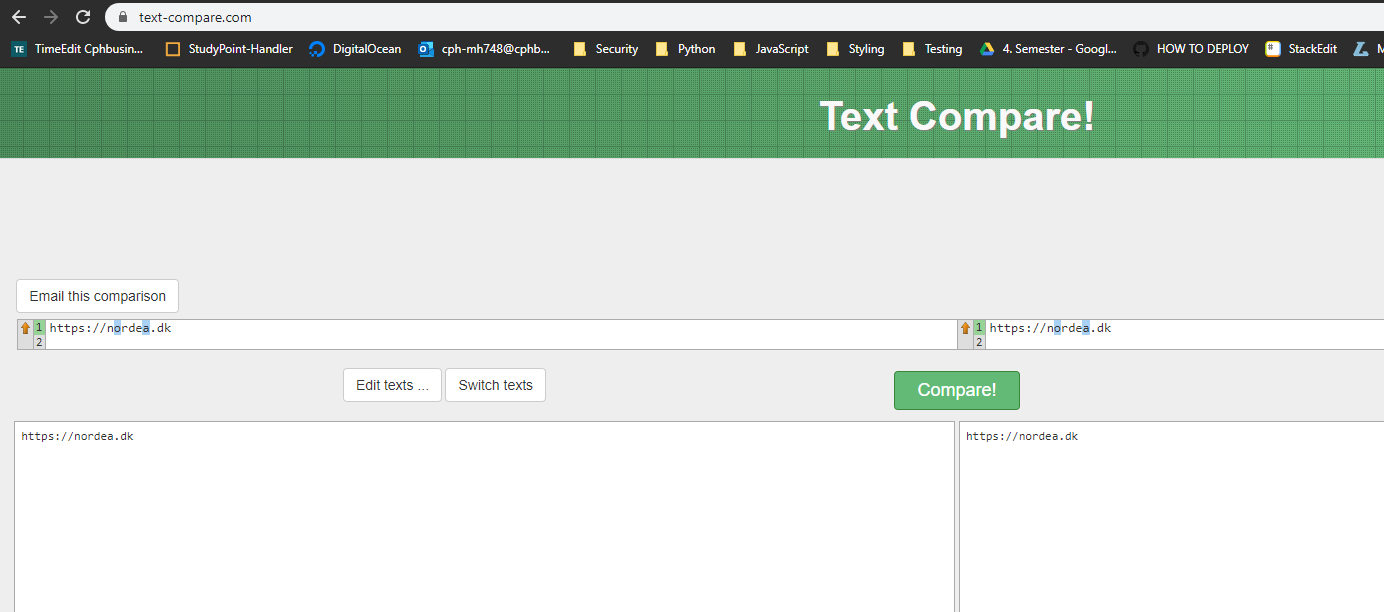 text-compare.com
TE TimeEdit Cphbusin... StudyPoint-Handler DigitalOcean cph-mh748@cphb... Security Python JavaScript Styling Testing 4. Semester - Googl... HOW TO DEPLOY # StackEdit
Text Compare!
Email this comparison
1 https://nordea.dk 1 https://nordea.dk
2 2
Edit texts ... Switch texts Compare!
https://nordea.dk https://nordea.dk